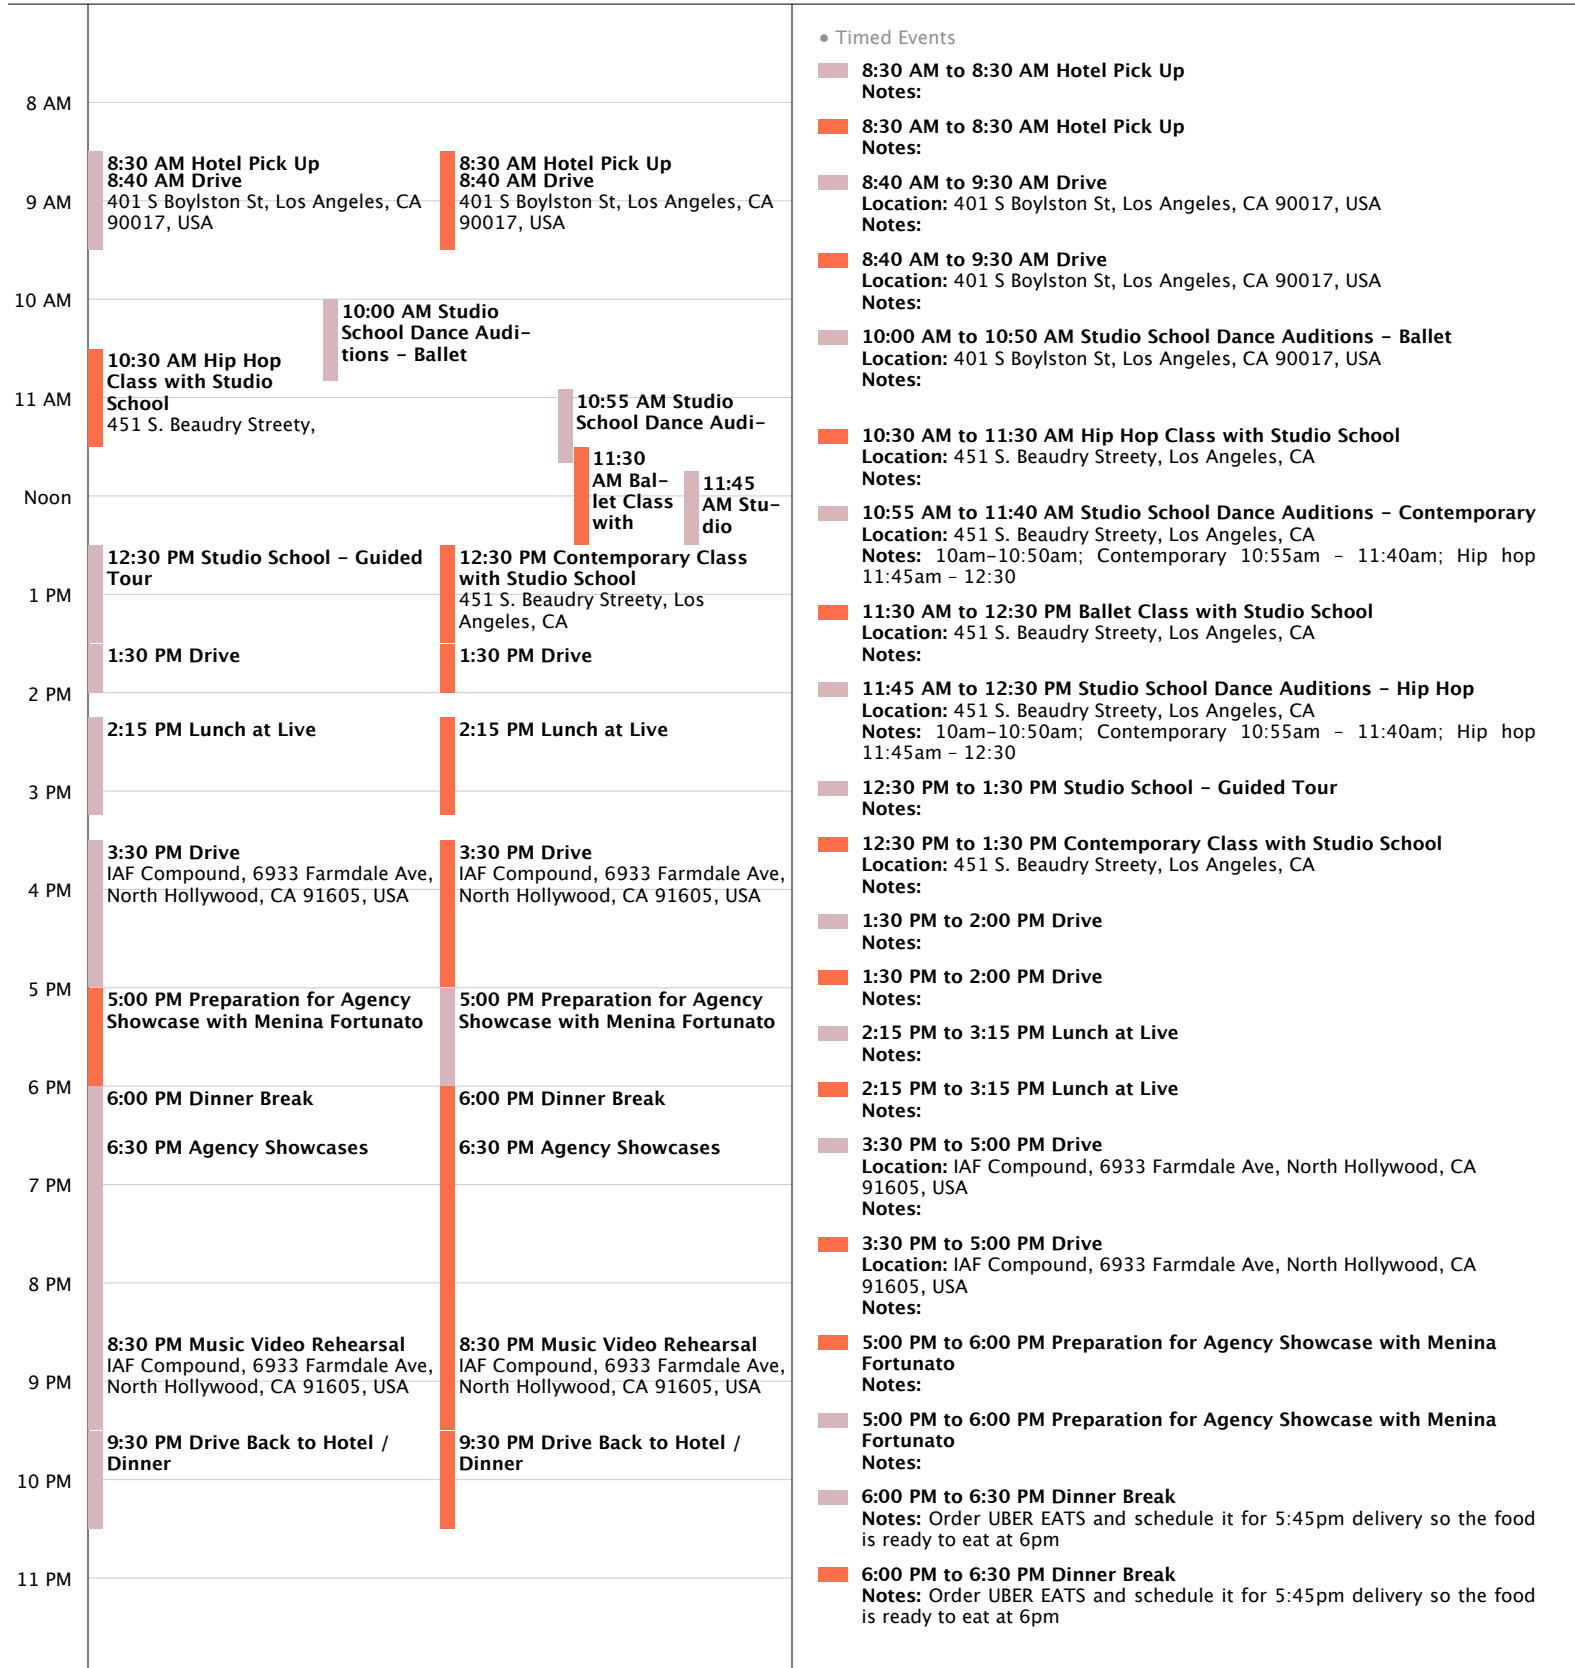 8 AM
8:30 AM Hotel Pick Up
8:40 AM Drive
401 S Boylston St, Los Angeles, CA
90017, USA
8:30 AM Hotel Pick Up
8:40 AM Drive
401 S Boylston St, Los Angeles, CA
90017, USA
9 AM
10 AM
10:00 AM Studio
School Dance Audi-
tions - Ballet
10:30 AM Hip Hop
Class with Studio
School
451 S. Beaudry Streety,
11 AM
10:55 AM Studio
School Dance Audi-
11:30
AM Bal-
let Class
with
11:45
AM Stu-
dio
Noon
12:30 PM Studio School - Guided
Tour
12:30 PM Contemporary Class
with Studio School
451 S. Beaudry Streety, Los
Angeles, CA
1 PM
1:30 PM Drive
1:30 PM Drive
2 PM
2:15 PM Lunch at Live
2:15 PM Lunch at Live
3 PM
3:30 PM Drive
IAF Compound, 6933 Farmdale Ave,
North Hollywood, CA 91605, USA
3:30 PM Drive
IAF Compound, 6933 Farmdale Ave,
North Hollywood, CA 91605, USA
4 PM
5 PM
5:00 PM Preparation for Agency
Showcase with Menina Fortunato
5:00 PM Preparation for Agency
Showcase with Menina Fortunato
6 PM
6:00 PM Dinner Break
6:00 PM Dinner Break
6:30 PM Agency Showcases
6:30 PM Agency Showcases
7 PM
8 PM
8:30 PM Music Video Rehearsal
IAF Compound, 6933 Farmdale Ave,
North Hollywood, CA 91605, USA
8:30 PM Music Video Rehearsal
IAF Compound, 6933 Farmdale Ave,
North Hollywood, CA 91605, USA
9 PM
9:30 PM Drive Back to Hotel /
Dinner
9:30 PM Drive Back to Hotel /
Dinner
10 PM
11 PM
• Timed Events
8:30 AM to 8:30 AM Hotel Pick Up
Notes:
8:30 AM to 8:30 AM Hotel Pick Up
Notes:
8:40 AM to 9:30 AM Drive
Location: 401 S Boylston St, Los Angeles, CA 90017, USA
Notes:
8:40 AM to 9:30 AM Drive
Location: 401 S Boylston St, Los Angeles, CA 90017, USA
Notes:
10:00 AM to 10:50 AM Studio School Dance Auditions - Ballet
Location: 401 S Boylston St, Los Angeles, CA 90017, USA
Notes:
10:30 AM to 11:30 AM Hip Hop Class with Studio School
Location: 451 S. Beaudry Streety, Los Angeles, CA
Notes:
10:55 AM to 11:40 AM Studio School Dance Auditions - Contemporary
Location: 451 S. Beaudry Streety, Los Angeles, CA
Notes: 10am-10:50am; Contemporary 10:55am – 11:40am; Hip hop
11:45am – 12:30
11:30 AM to 12:30 PM Ballet Class with Studio School
Location: 451 S. Beaudry Streety, Los Angeles, CA
Notes:
11:45 AM to 12:30 PM Studio School Dance Auditions - Hip Hop
Location: 451 S. Beaudry Streety, Los Angeles, CA
Notes: 10am-10:50am; Contemporary 10:55am – 11:40am; Hip hop
11:45am – 12:30
12:30 PM to 1:30 PM Studio School - Guided Tour
Notes:
12:30 PM to 1:30 PM Contemporary Class with Studio School
Location: 451 S. Beaudry Streety, Los Angeles, CA
Notes:
1:30 PM to 2:00 PM Drive
Notes:
1:30 PM to 2:00 PM Drive
Notes:
2:15 PM to 3:15 PM Lunch at Live
Notes:
2:15 PM to 3:15 PM Lunch at Live
Notes:
3:30 PM to 5:00 PM Drive
Location: IAF Compound, 6933 Farmdale Ave, North Hollywood, CA
91605, USA
Notes:
3:30 PM to 5:00 PM Drive
Location: IAF Compound, 6933 Farmdale Ave, North Hollywood, CA
91605, USA
Notes:
5:00 PM to 6:00 PM Preparation for Agency Showcase with Menina
Fortunato
Notes:
5:00 PM to 6:00 PM Preparation for Agency Showcase with Menina
Fortunato
Notes:
6:00 PM to 6:30 PM Dinner Break
Notes: Order UBER EATS and schedule it for 5:45pm delivery so the food
is ready to eat at 6pm
6:00 PM to 6:30 PM Dinner Break
Notes: Order UBER EATS and schedule it for 5:45pm delivery so the food
is ready to eat at 6pm